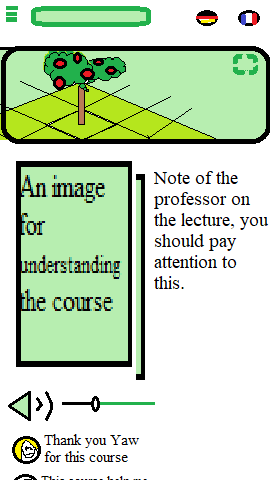 An image
for
understanding
the course
Note of the
professor on
the lecture, you
should pay
attention to
this.
Thank you Yaw
for this course
This course help me